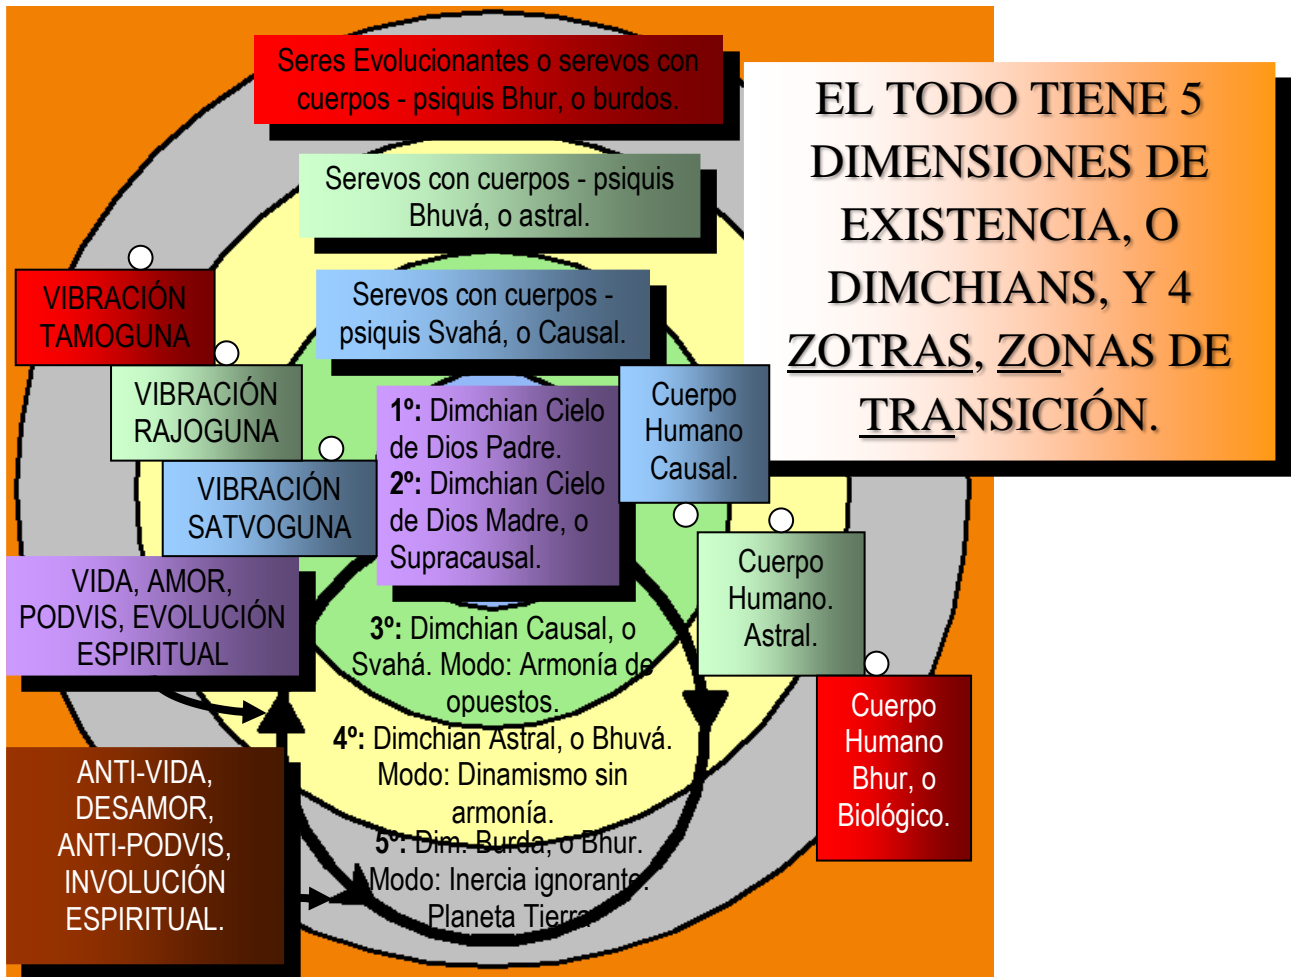 Seres Evolucionantes o serevos con
cuerpos - psiquis Bhur, o burdos.
EL TODO TIENE 5
DIMENSIONES DE
EXISTENCIA, O
DIMCHIANS, Y 4
ZOTRAS, ZONAS DE
TRANSICIÓN.
Serevos con cuerpos - psiquis
Bhuvá, o astral.
Serevos con cuerpos -
psiquis Svahá, o Causal.
VIBRACIÓN
TAMOGUNA
VIBRACIÓN
RAJOGUNA
VIBRACIÓN
SATVOGUNA
1º: Dimchian Cielo
de Dios Padre.
2º: Dimchian Cielo
de Dios Madre, o
Supracausal.
Cuerpo
Humano
Causal.
Cuerpo
Humano.
Astral.
Cuerpo
Humano
Bhur, o
Biológico.
VIDA, AMOR,
PODVIS, EVOLUCIÓN
ESPIRITUAL
3º: Dimchian Causal, o
Svahá. Modo: Armonía de
opuestos.
4º: Dimchian Astral, o Bhuvá.
Modo: Dinamismo sin
armonía.
5º: Dim. Burda, o Bhur.
Modo: Inercia ignorante.
Planeta Tierra
ANTI-VIDA,
DESAMOR,
ANTI-PODVIS,
INVOLUCIÓN
ESPIRITUAL.